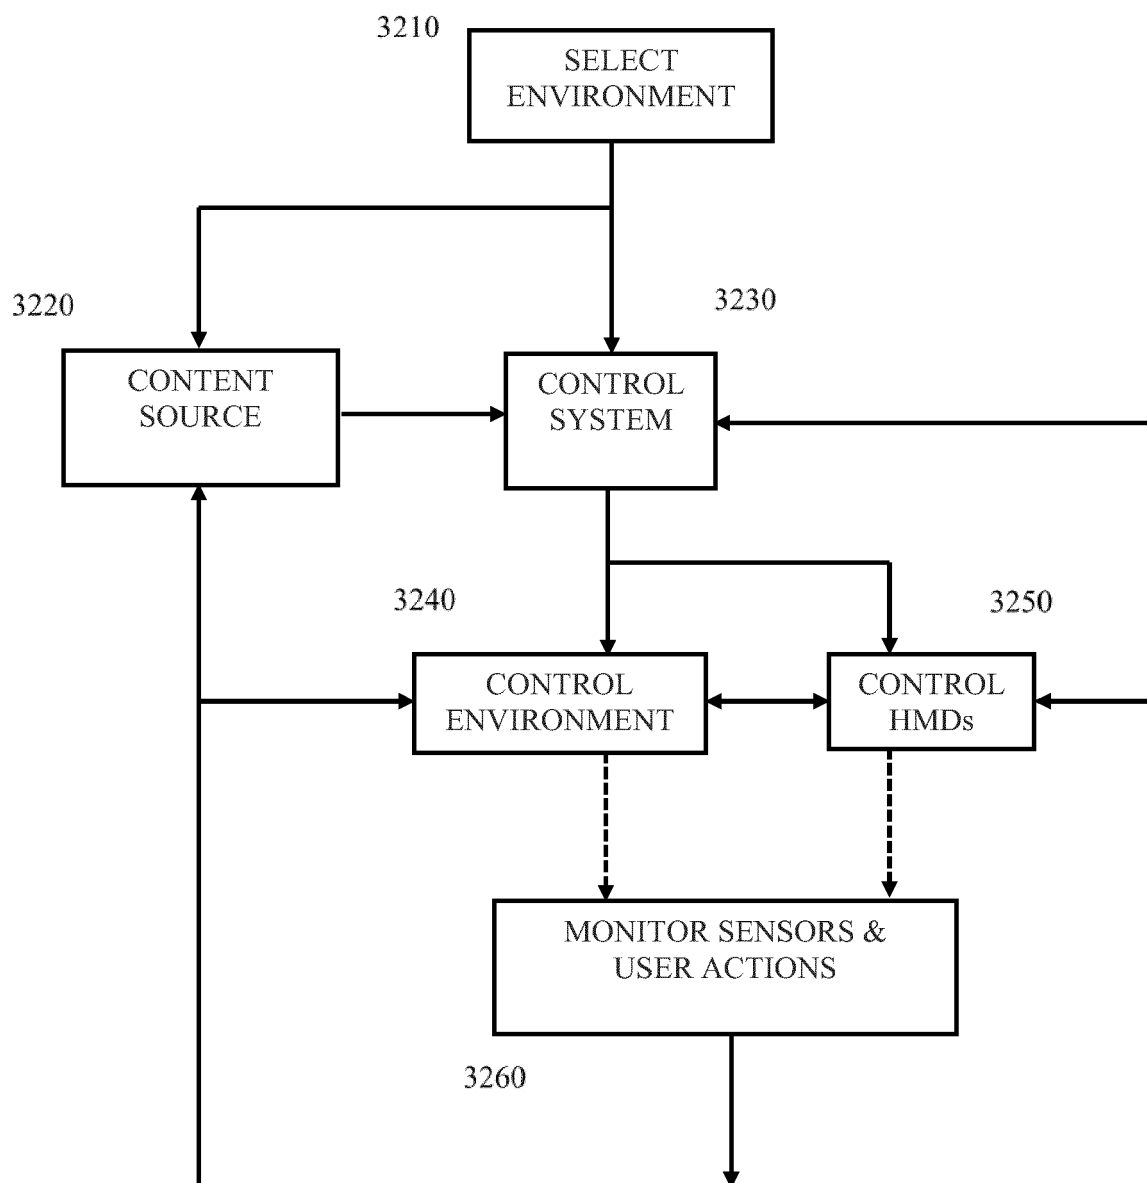 3210
SELECT
ENVIRONMENT
3220
3230
CONTENT
SOURCE
CONTROL
SYSTEM
3240
3250
CONTROL
ENVIRONMENT
CONTROL
HMDs
MONITOR SENSORS &
USER ACTIONS
3260